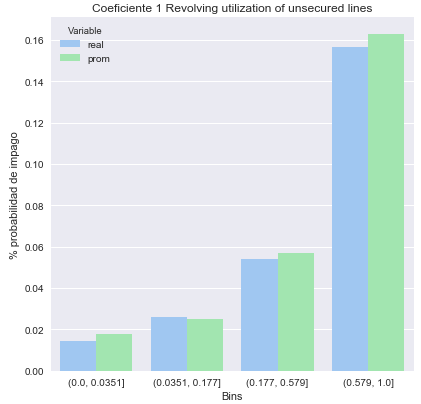 Coeficiente 1 Revolving utilization of unsecured lines
Variable
real
prom
% probabilidad de impago
0.16
0.14
0.12
0.10
0.08
0.06
0.04
0.02
0.00
(0.0, 0.0351]
(0.0351, 0.177]
(0.177, 0.579]
(0.579, 1.0]
Bins